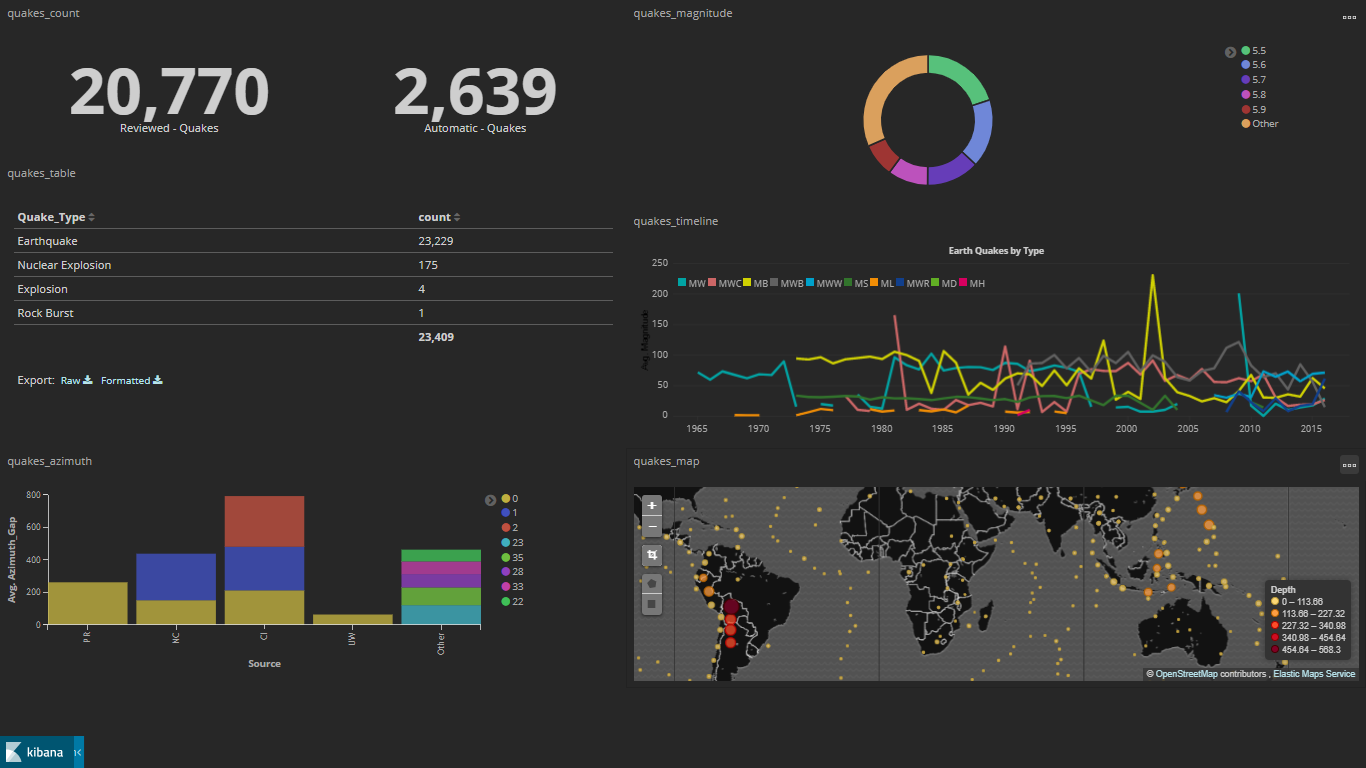 quakes_count
20,770
Reviewed - Quakes
2,639
Automatic - Quakes
quakes_table
Quake_Type count
Earthquake 23,229
Nuclear Explosion 175
Explosion 4
Rock Burst 1
23,409
Export: Raw Formatted
quakes_azimuth
800
600
400
200
0
Avg. Azimuth_Gap
PR
NC
CI
UW
Other
Source
0
1
2
23
35
28
33
22
quakes_magnitude
5.5
5.6
5.7
5.8
5.9
Other
quakes_timeline
Earth Quakes by Type
MW MWC MB MWB MWW MS ML MWR MD MH
250
200
150
100
50
0
Avg. Magnitude
1965 1970 1975 1980 1985 1990 1995 2000 2005 2010 2015
quakes_map
+
−
Depth
0 – 113.66
113.66 – 227.32
227.32 – 340.98
340.98 – 454.64
454.64 – 568.3
© OpenStreetMap contributors , Elastic Maps Service
kibana